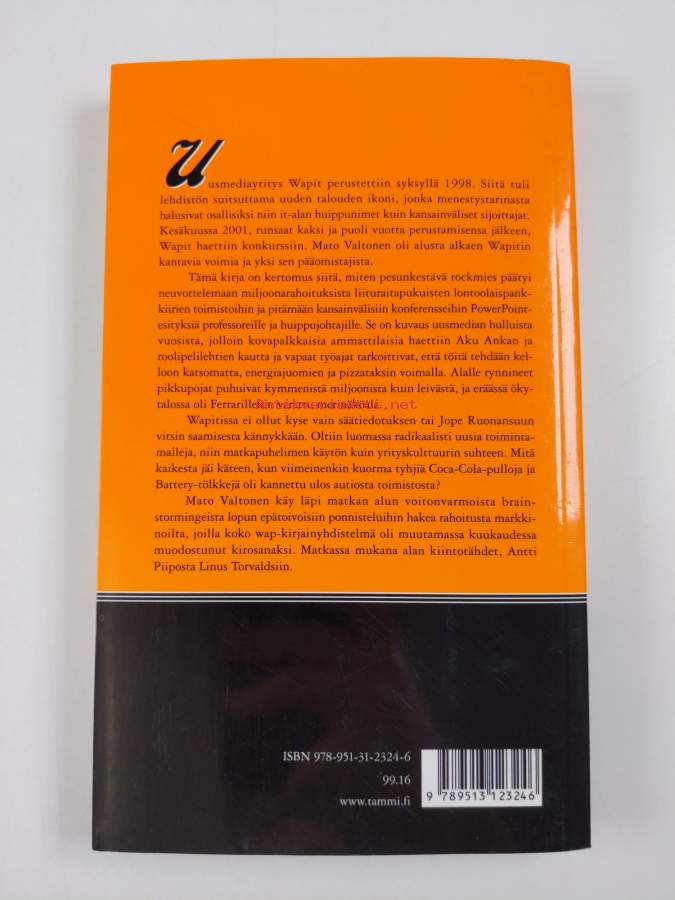 Uusmediayritys Wapit perustettiin syksyllä 1998. Siitä tuli
lehdistön suitsuttama uuden talouden ikoni, jonka menestystarinasta
halusivat osallisiksi niin it-alan huippunimet kuin kansainväliset sijoittajat.
Kesäkuussa 2001, runsaat kaksi ja puoli vuotta perustamisensa jälkeen,
Wapit haettiin konkurssiin. Mato Valtonen oli alusta alkaen Wapitin
kantavia voimia ja yksi sen pääomistajista.
Tämä kirja on kertomus siitä, miten pesunkestävä rockmies päätyi
neuvottelemaan miljoonarahoituksista liituraitapukuisten lontoolaispank-
kiirien toimistoihin ja pitämään kansainvälisiin konferensseihin PowerPoint-
esityksiä professoreille ja huippujohtajille. Se on kuvaus uusmedian hulluista
vuosista, jolloin kovapalkkaisia ammattilaisia haettiin Aku Ankan ja
roolipelilehtien kautta ja vapaat työajat tarkoittivat, että töitä tehdään kel-
loon katsomatta, energiajuomien ja pizzataksin voimalla. Alalle rynnineet
pikkupojat puhuivat kymmenistä miljoonista kuin leivästä, ja eräässä öky-
talossa oli Ferrarillekin varattu oma
Antikvariaatti.net
Wapitissa ei ollut kyse vain säätiedotuksen tai Jope Ruonansuun
vitsin saamisesta kännykkään. Oltiin luomassa radikaalisti uusia toiminta-
malleja, niin matkapuhelimen käytön kuin yrityskulttuurin suhteen. Mitä
kaikesta jäi käteen, kun viimeinenkin kuorma tyhjiä Coca-Cola-pulloja ja
Battery-tölkkejä oli kannettu ulos autiosta toimistosta?
Mato Valtonen käy läpi matkan alun voitonvarmoista brain-
stormingeista lopun epätoivoisiin ponnisteluihin hakea rahoitusta markki-
noilta, joilla koko wap-kirjainyhdistelmä oli muutamassa kuukaudessa
muodostunut kirosanaksi. Matkassa mukana alan kiintotähdet, Antti
Piiposta Linus Torvaldsiin.
ISBN 978-951-31-2324-6
99.16
www.tammi.fi
9 789513 123246